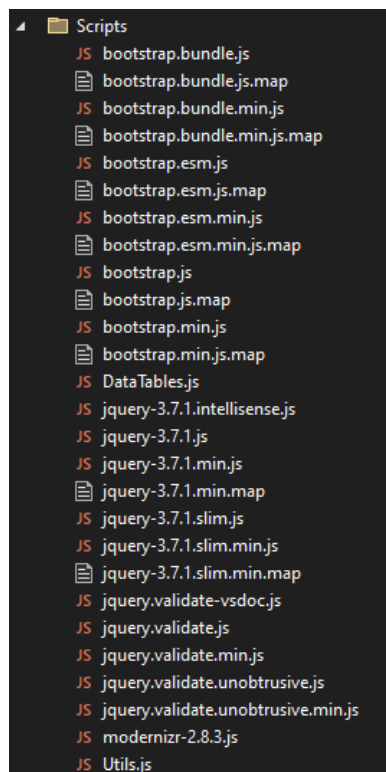 Scripts
JS bootstrap.bundle.js
bootstrap.bundle.js.map
JS bootstrap.bundle.min.js
bootstrap.bundle.min.js.map
JS bootstrap.esm.js
bootstrap.esm.js.map
JS bootstrap.esm.min.js
bootstrap.esm.min.js.map
JS bootstrap.js
bootstrap.js.map
JS bootstrap.min.js
bootstrap.min.js.map
JS DataTables.js
JS jquery-3.7.1.intellisense.js
JS jquery-3.7.1.js
JS jquery-3.7.1.min.js
jquery-3.7.1.min.map
JS jquery-3.7.1.slim.js
JS jquery-3.7.1.slim.min.js
jquery-3.7.1.slim.min.map
JS jquery.validate-vsdoc.js
JS jquery.validate.js
JS jquery.validate.min.js
JS jquery.validate.unobtrusive.js
JS jquery.validate.unobtrusive.min.js
JS modernizr-2.8.3.js
JS Utils.js